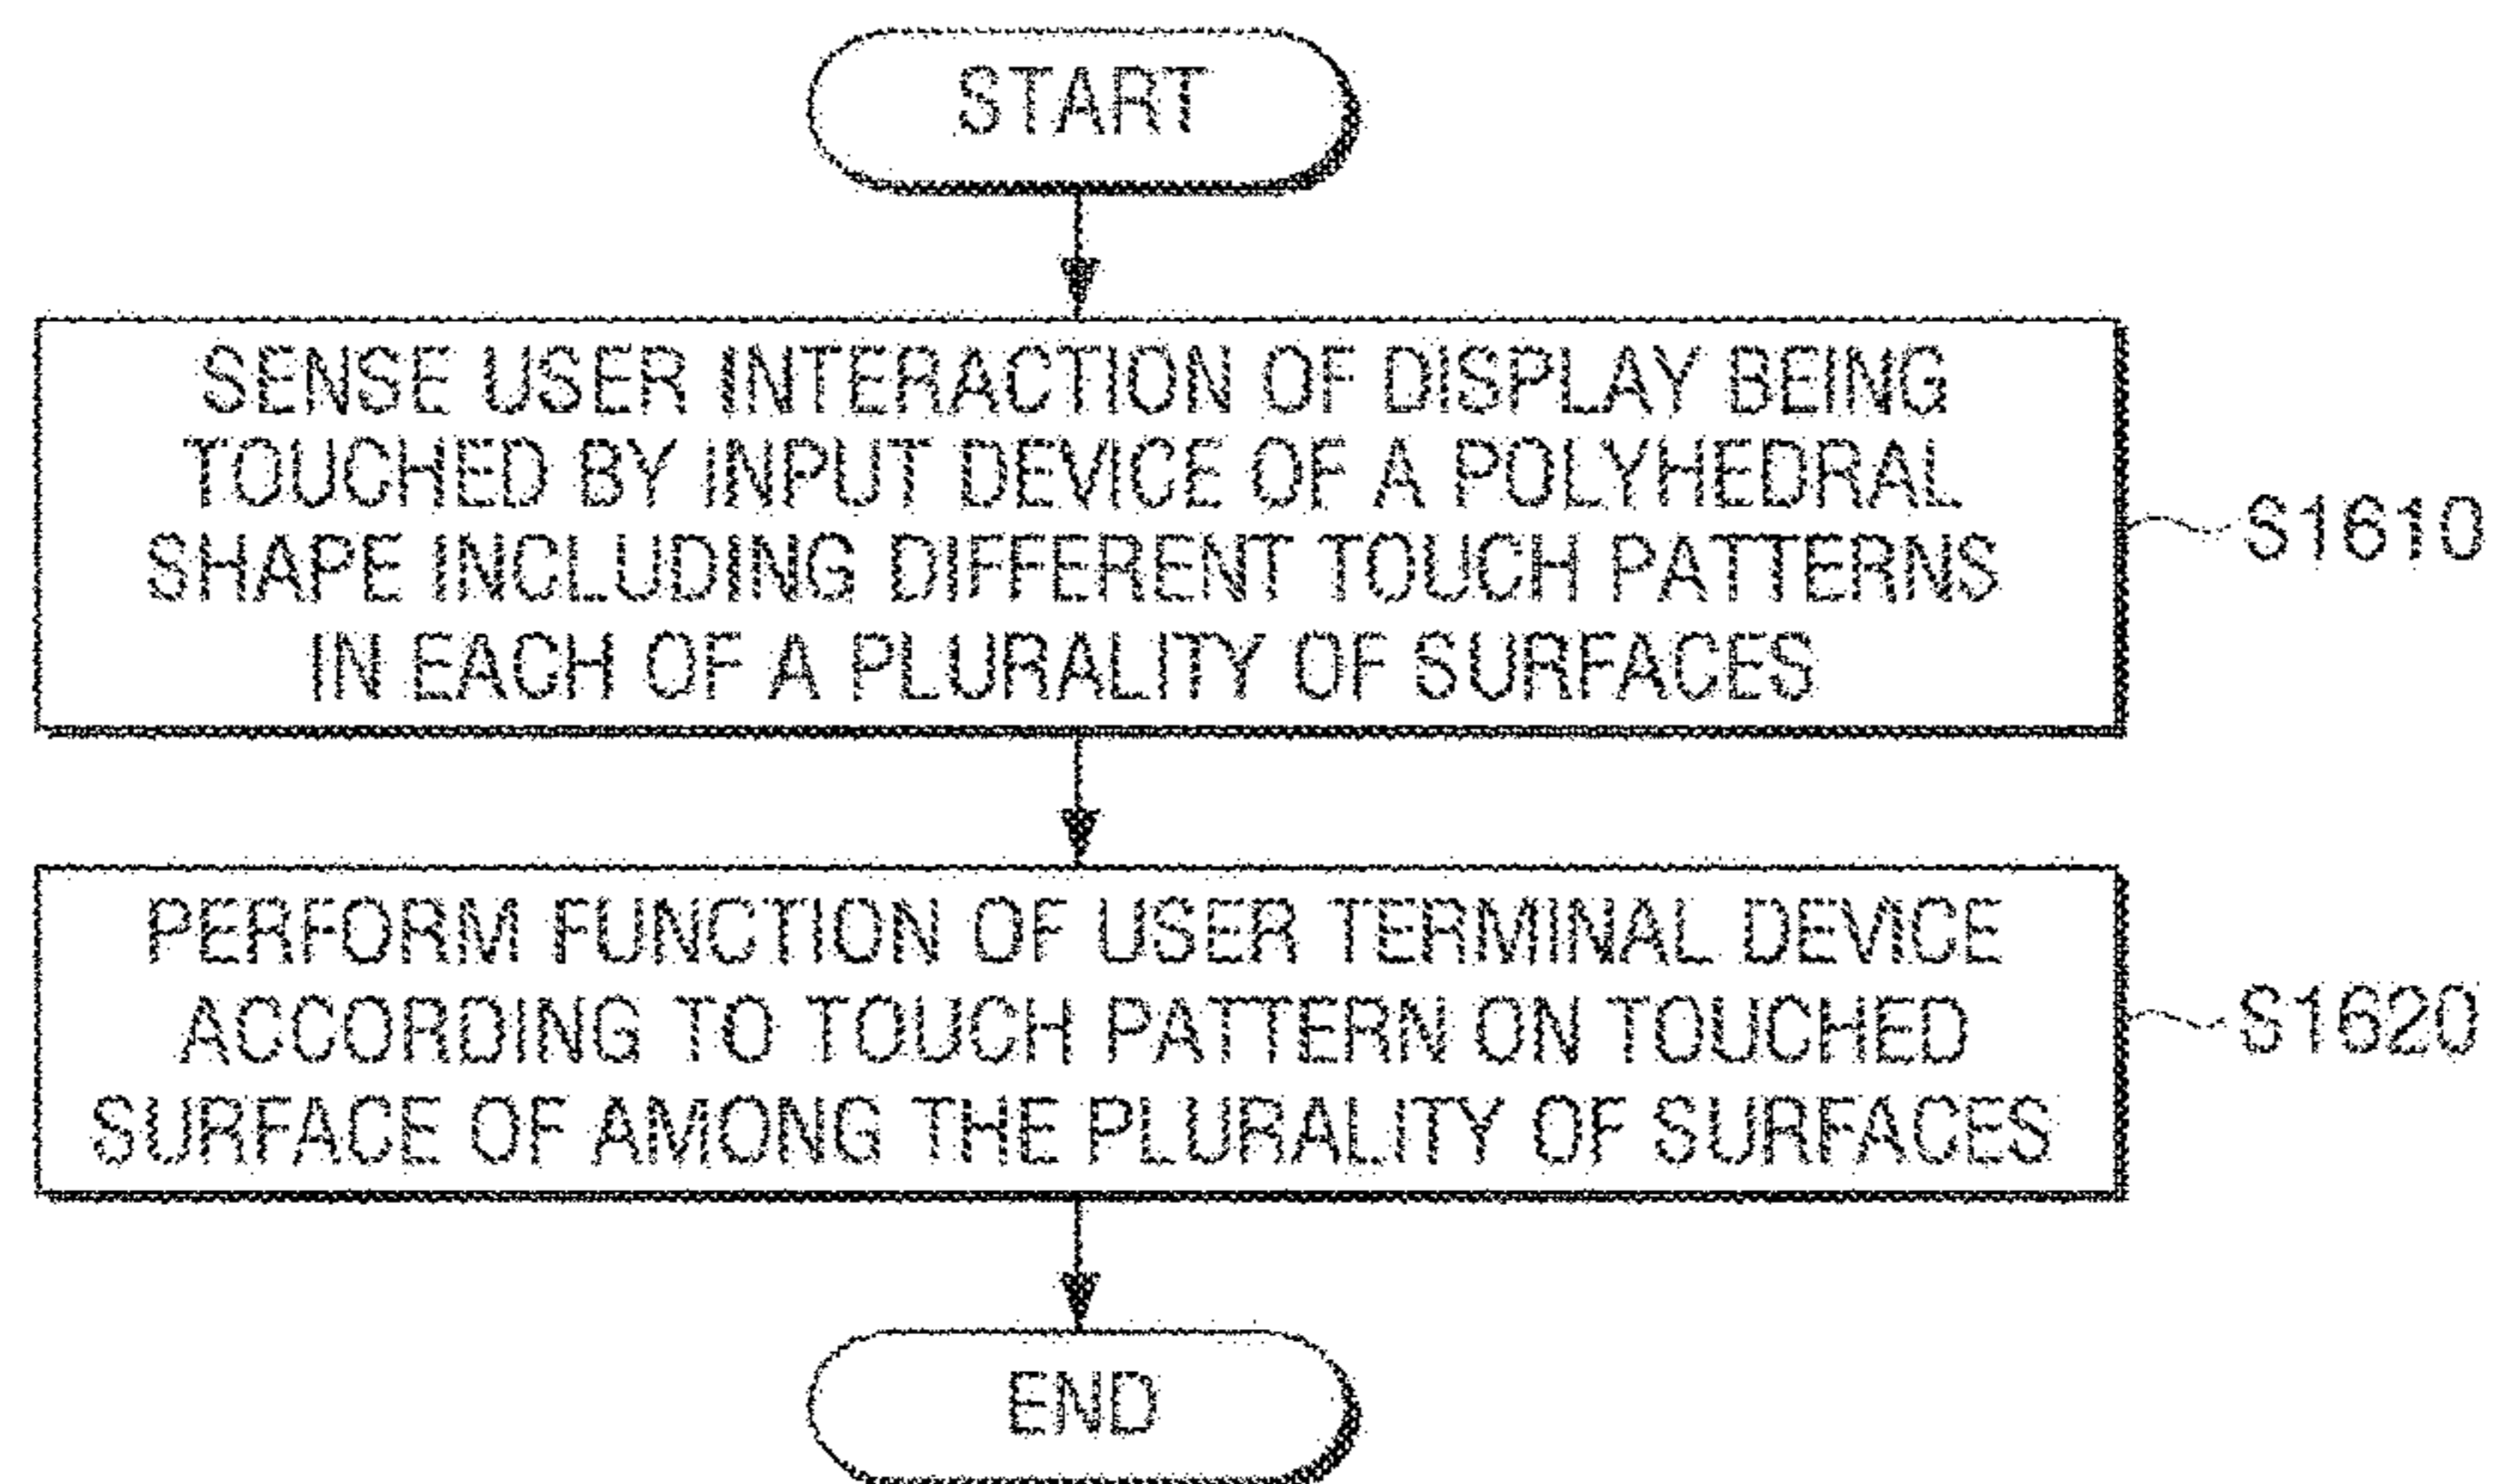 START
SENSE USER INTERACTION OF DISPLAY BEING
TOUCHED BY INPUT DEVICE OF A POLYHEDRAL
SHAPE INCLUDING DIFFERENT TOUCH PATTERNS
IN EACH OF A PLURALITY OF SURFACES
S1610
PERFORM FUNCTION OF USER TERMINAL DEVICE
ACCORDING TO TOUCH PATTERN ON TOUCHED
SURFACE OF AMONG THE PLURALITY OF SURFACES
S1620
END